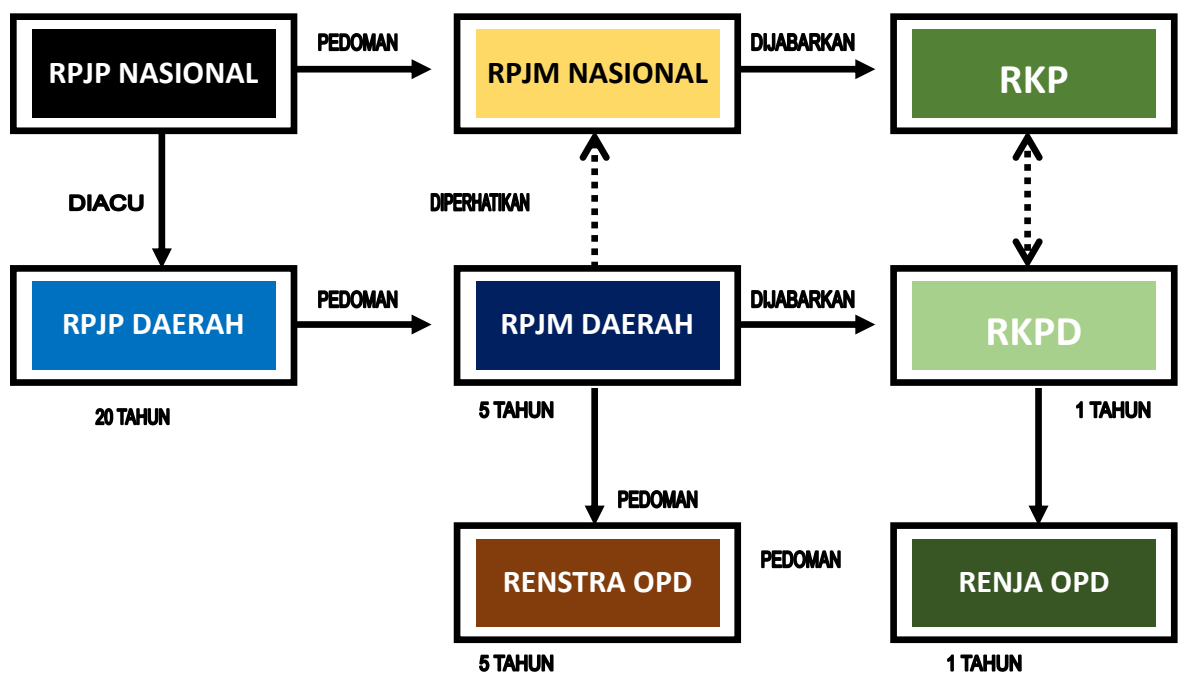 PEDOMAN
DIJABARKAN
RPJP NASIONAL
RPJM NASIONAL
RKP
DIACU
DIPERHATIKAN
PEDOMAN
DIJABARKAN
RPJP DAERAH
RPJM DAERAH
RKPD
20 TAHUN
5 TAHUN
1 TAHUN
PEDOMAN
PEDOMAN
RENSTRA OPD
RENJA OPD
5 TAHUN
1 TAHUN